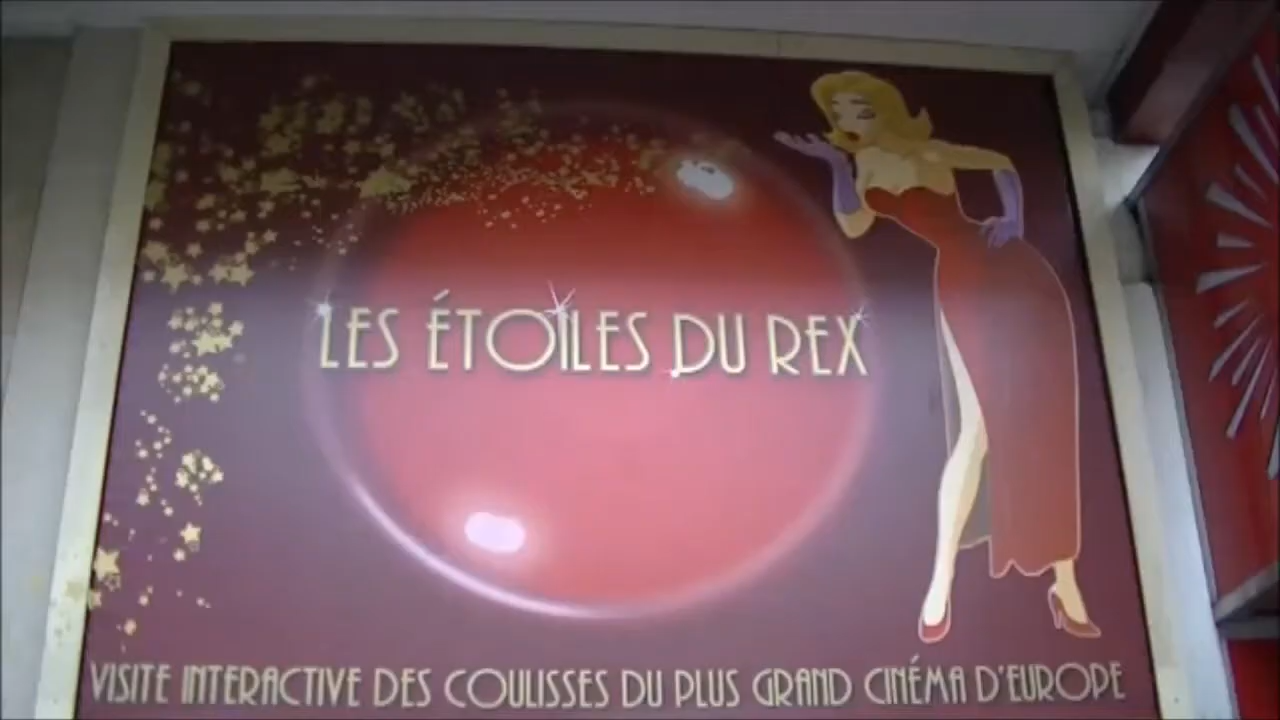 LES ÉTOILES DU REX
VISITE INTERACTIVE DES COULISSES DU PLUS GRAND CINÉMA D'EUROPE